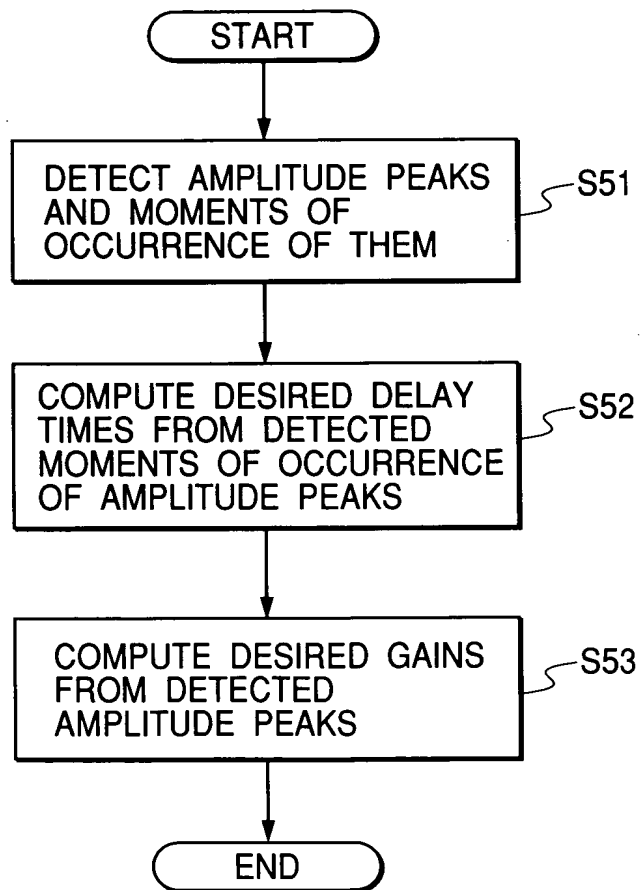 START
DETECT AMPLITUDE PEAKS
AND MOMENTS OF
OCCURRENCE OF THEM
S51
COMPUTE DESIRED DELAY
TIMES FROM DETECTED
MOMENTS OF OCCURRENCE
OF AMPLITUDE PEAKS
S52
COMPUTE DESIRED GAINS
FROM DETECTED
AMPLITUDE PEAKS
S53
END